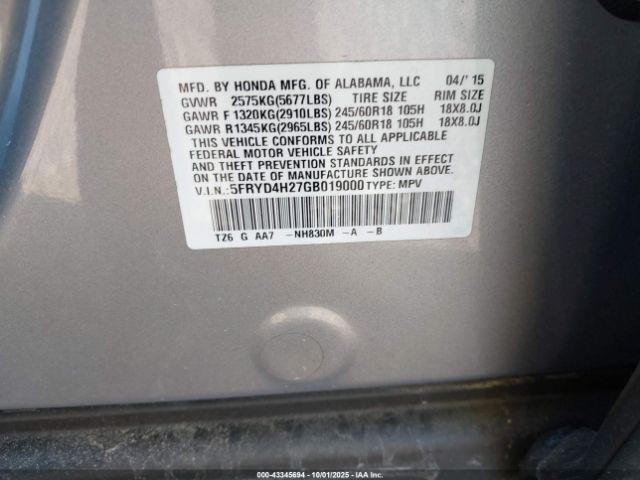 MFD. BY HONDA MFG. OF ALABAMA, LLC 04/'15
GVWR 2575KG(5677LBS) TIRE SIZE RIM SIZE
GAWR F 1320KG(2910LBS) 245/60R18 105H 18X8.0J
GAWR R 1345KG(2965LBS) 245/60R18 105H 18X8.0J
THIS VEHICLE CONFORMS TO ALL APPLICABLE
FEDERAL MOTOR VEHICLE SAFETY
AND THEFT PREVENTION STANDARDS IN EFFECT
ON THE DATE OF MANUFACTURE SHOWN ABOVE.
V.I.N.:5FRYD4H27GB019000 TYPE: MPV
TZ6 G AA7 -NH830M -A -B
000-43345694 - 10/01/2025 - IAAI.COM